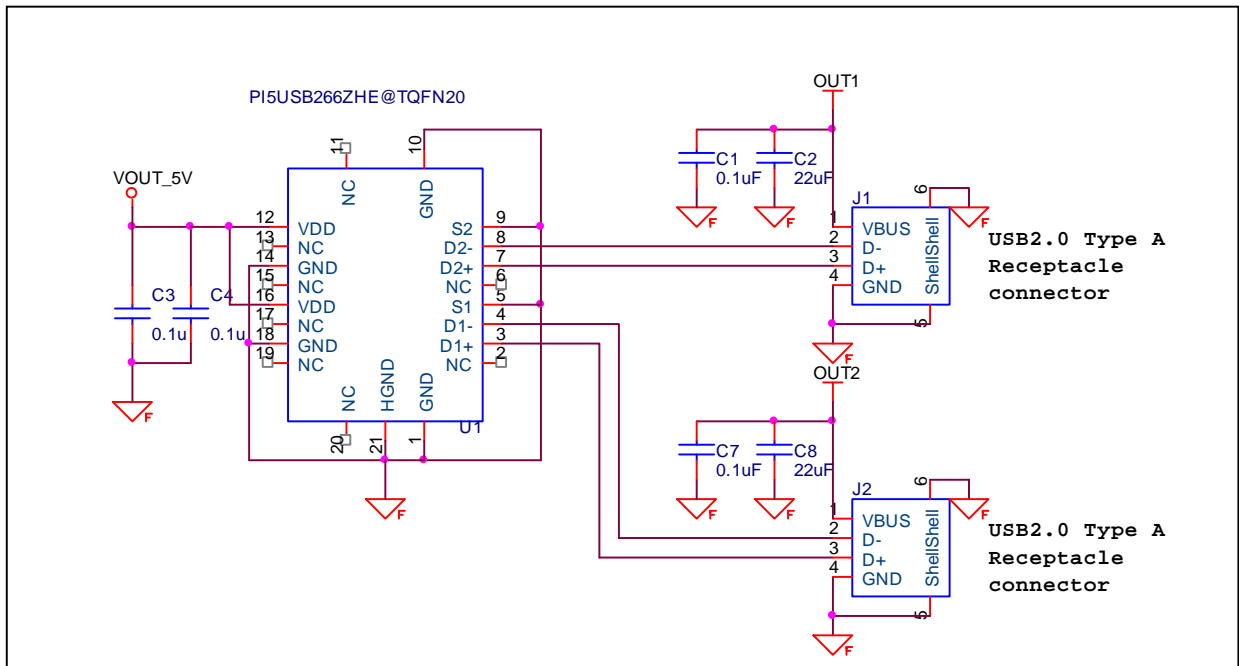 PI5USB266ZHE@TQFN20
VOUT_5V
C3
0.1u
C4
0.1u
F
11
NC
10
GND
12 VDD
13 NC
14 GND
15 NC
16 VDD
17 NC
18 GND
19 NC
S2 9
D2- 8
D2+ 7
NC 6
S1 5
D1- 4
D1+ 3
NC 2
NC
20
HGND
21
GND
1
U1
F
OUT1
C1
0.1uF
C2
22uF
F
F
J1
6
F
1 VBUS
2 D-
3 D+
4 GND
ShellShell
5
F
USB2.0 Type A
Receptacle
connector
OUT2
C7
0.1uF
C8
22uF
F
F
J2
6
F
1 VBUS
2 D-
3 D+
4 GND
ShellShell
5
F
USB2.0 Type A
Receptacle
connector